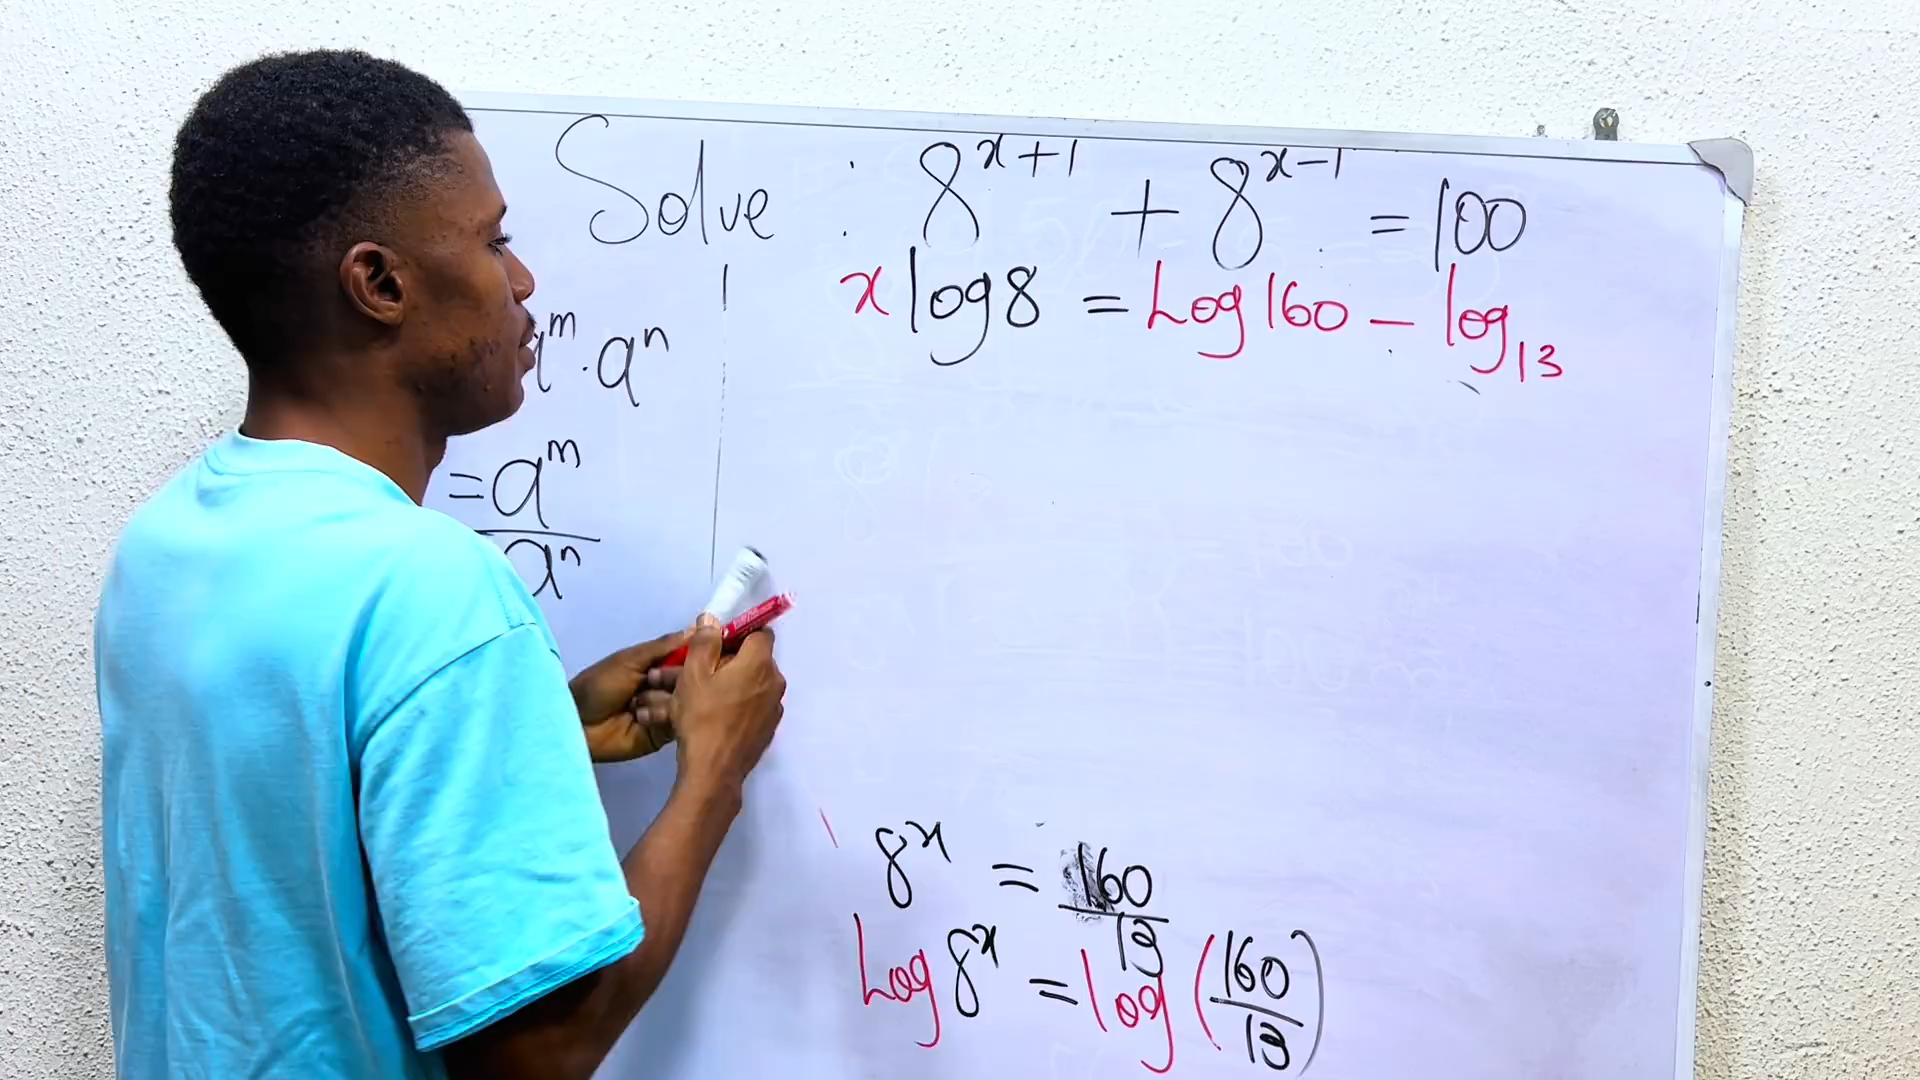 Solve : 8^{x+1} + 8^{x-1} = 100
x log 8 = Log 160 - log 13
a^m · a^n
= a^m / a^n
8^x = 160 / 13
Log 8^x = log (160 / 13)